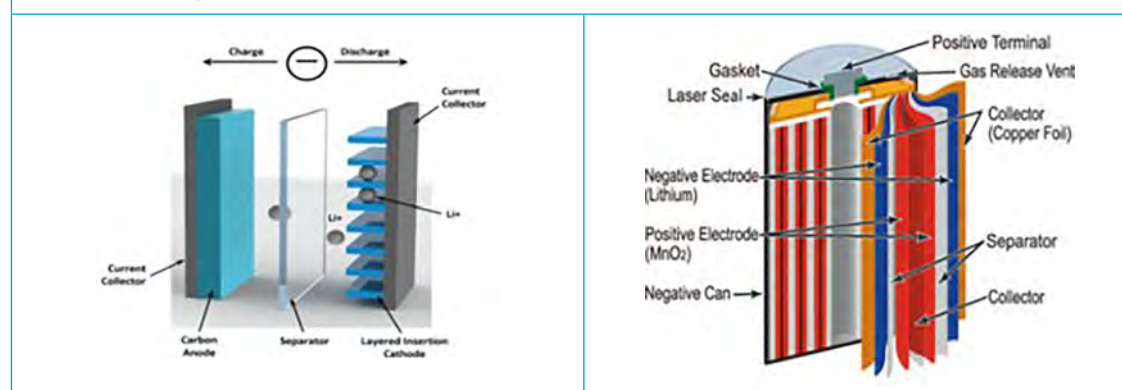 Charge
Discharge
Current
Collector
Li+
Li+
Current
Collector
Carbon
Anode
Separator
Layered Insertion
Cathode
Positive Terminal
Gasket
Gas Release Vent
Laser Seal
Collector
(Copper Foil)
Negative Electrode
(Lithium)
Positive Electrode
(MnO₂)
Separator
Negative Can
Collector